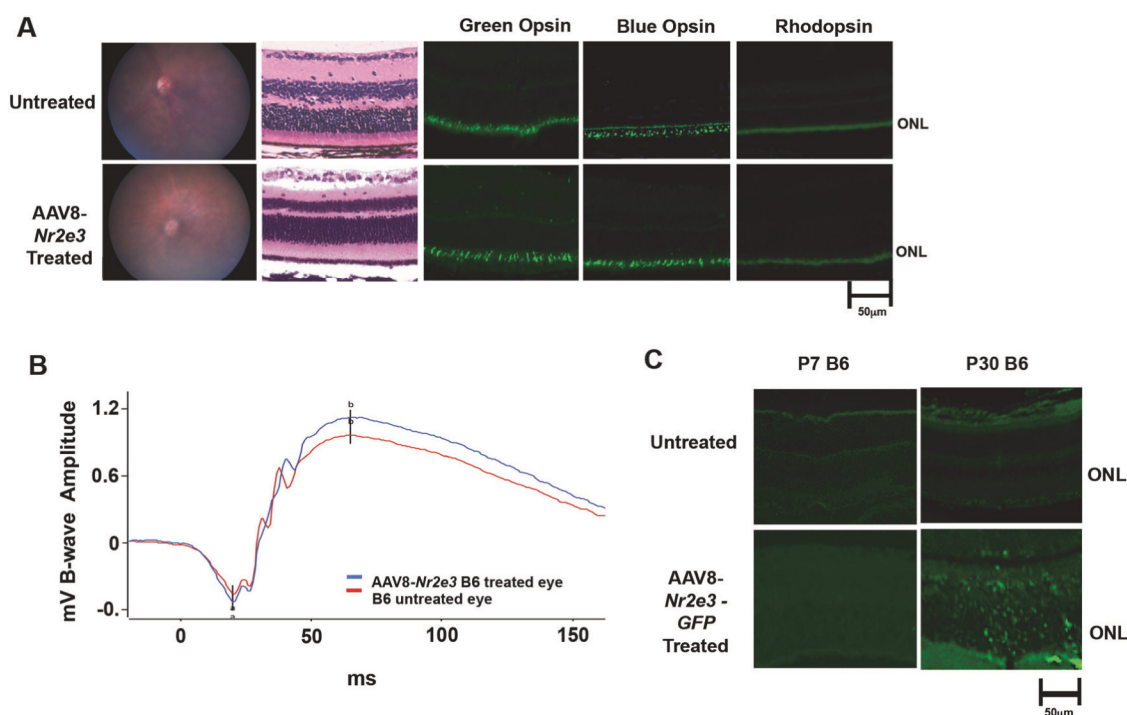 A
Green Opsin
Blue Opsin
Rhodopsin
Untreated
ONL
AAV8-
Nr2e3
Treated
ONL
50µm
B
mV B-wave Amplitude
1.2
0.6
0
-0.
b
b
a
a
AAV8-Nr2e3 B6 treated eye
B6 untreated eye
0
50
100
150
ms
C
P7 B6
P30 B6
Untreated
ONL
AAV8-
Nr2e3 -
GFP
Treated
ONL
50µm